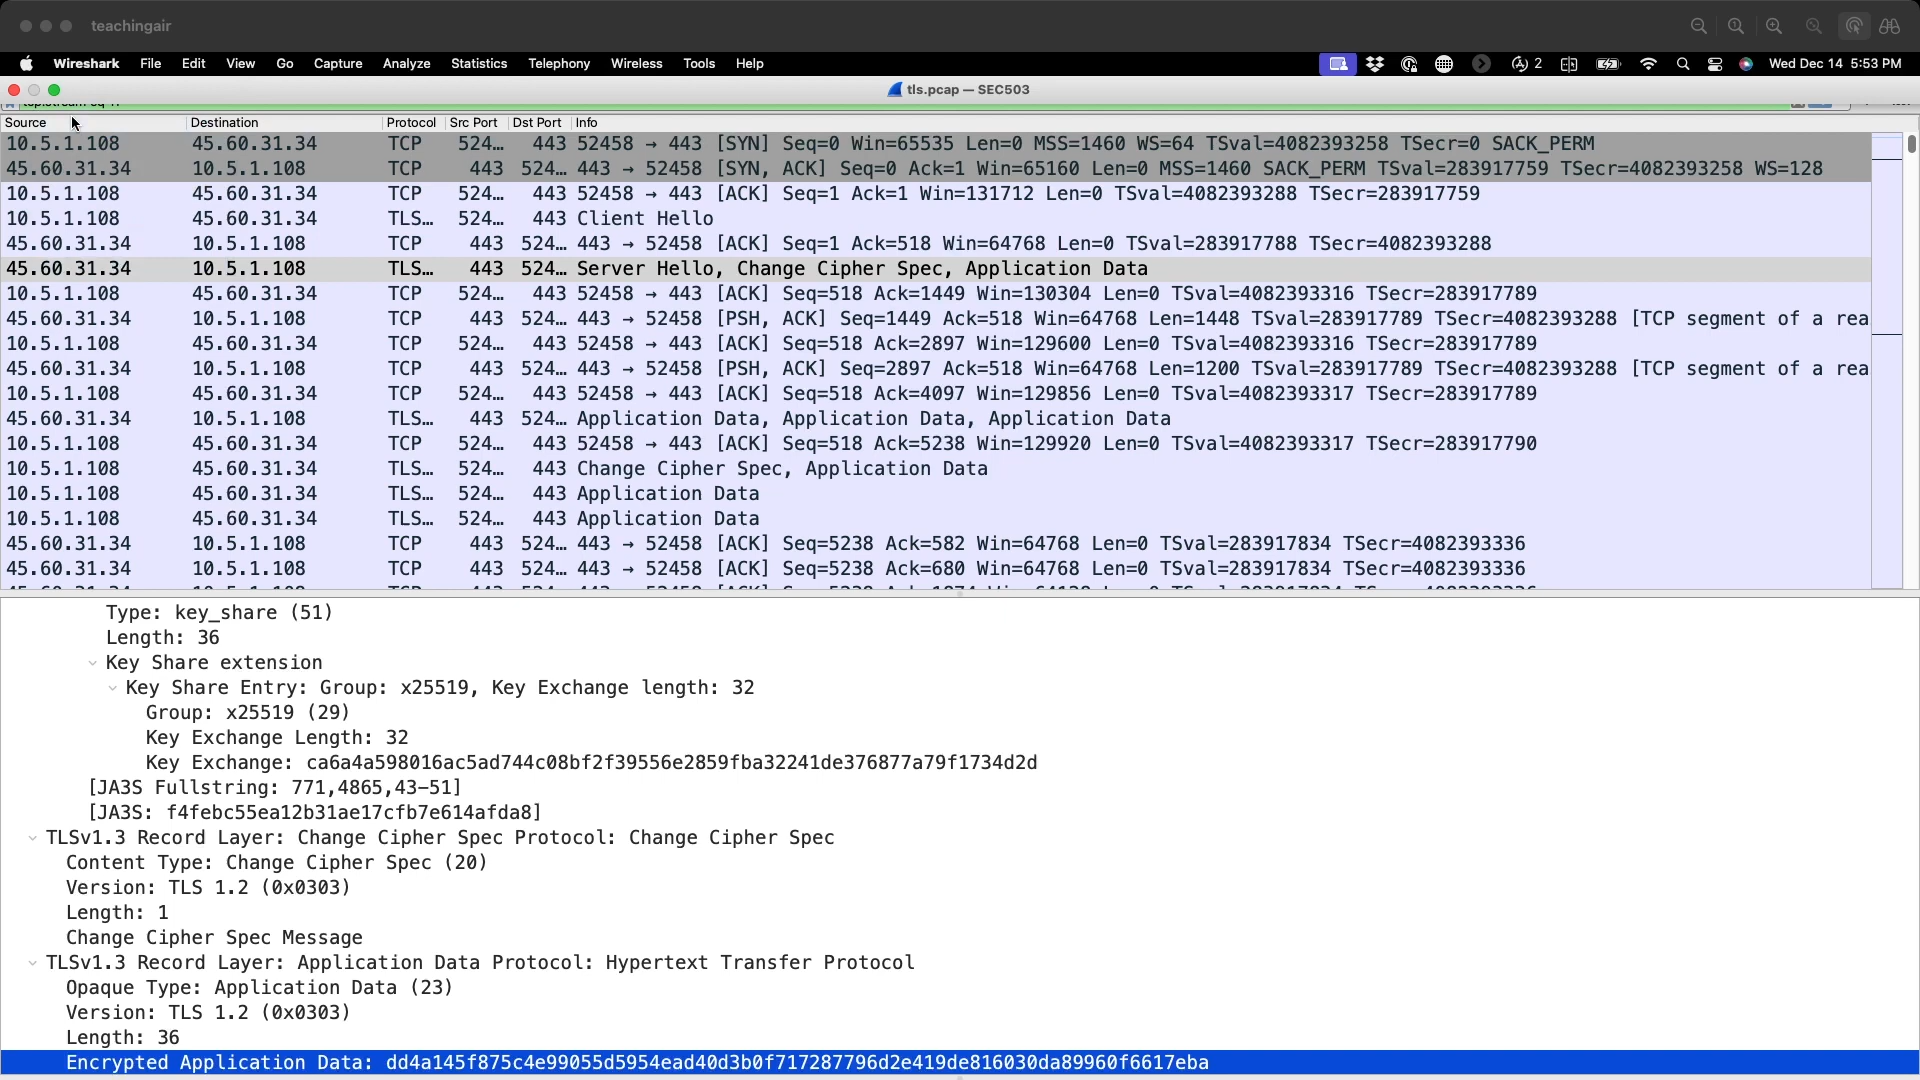 teachingair
Wireshark File Edit View Go Capture Analyze Statistics Telephony Wireless Tools Help 2 Wed Dec 14 5:53 PM
tls.pcap — SEC503
Source Destination Protocol Src Port Dst Port Info
10.5.1.108 45.60.31.34 TCP 524… 443 52458 → 443 [SYN] Seq=0 Win=65535 Len=0 MSS=1460 WS=64 TSval=4082393258 TSecr=0 SACK_PERM
45.60.31.34 10.5.1.108 TCP 443 524… 443 → 52458 [SYN, ACK] Seq=0 Ack=1 Win=65160 Len=0 MSS=1460 SACK_PERM TSval=283917759 TSecr=4082393258 WS=128
10.5.1.108 45.60.31.34 TCP 524… 443 52458 → 443 [ACK] Seq=1 Ack=1 Win=131712 Len=0 TSval=4082393288 TSecr=283917759
10.5.1.108 45.60.31.34 TLS… 524… 443 Client Hello
45.60.31.34 10.5.1.108 TCP 443 524… 443 → 52458 [ACK] Seq=1 Ack=518 Win=64768 Len=0 TSval=283917788 TSecr=4082393288
45.60.31.34 10.5.1.108 TLS… 443 524… Server Hello, Change Cipher Spec, Application Data
10.5.1.108 45.60.31.34 TCP 524… 443 52458 → 443 [ACK] Seq=518 Ack=1449 Win=130304 Len=0 TSval=4082393316 TSecr=283917789
45.60.31.34 10.5.1.108 TCP 443 524… 443 → 52458 [PSH, ACK] Seq=1449 Ack=518 Win=64768 Len=1448 TSval=283917789 TSecr=4082393288 [TCP segment of a rea
10.5.1.108 45.60.31.34 TCP 524… 443 52458 → 443 [ACK] Seq=518 Ack=2897 Win=129600 Len=0 TSval=4082393316 TSecr=283917789
45.60.31.34 10.5.1.108 TCP 443 524… 443 → 52458 [PSH, ACK] Seq=2897 Ack=518 Win=64768 Len=1200 TSval=283917789 TSecr=4082393288 [TCP segment of a rea
10.5.1.108 45.60.31.34 TCP 524… 443 52458 → 443 [ACK] Seq=518 Ack=4097 Win=129856 Len=0 TSval=4082393317 TSecr=283917789
45.60.31.34 10.5.1.108 TLS… 443 524… Application Data, Application Data, Application Data
10.5.1.108 45.60.31.34 TCP 524… 443 52458 → 443 [ACK] Seq=518 Ack=5238 Win=129920 Len=0 TSval=4082393317 TSecr=283917790
10.5.1.108 45.60.31.34 TLS… 524… 443 Change Cipher Spec, Application Data
10.5.1.108 45.60.31.34 TLS… 524… 443 Application Data
10.5.1.108 45.60.31.34 TLS… 524… 443 Application Data
45.60.31.34 10.5.1.108 TCP 443 524… 443 → 52458 [ACK] Seq=5238 Ack=582 Win=64768 Len=0 TSval=283917834 TSecr=4082393336
45.60.31.34 10.5.1.108 TCP 443 524… 443 → 52458 [ACK] Seq=5238 Ack=680 Win=64768 Len=0 TSval=283917834 TSecr=4082393336
Type: key_share (51)
Length: 36
Key Share extension
Key Share Entry: Group: x25519, Key Exchange length: 32
Group: x25519 (29)
Key Exchange Length: 32
Key Exchange: ca6a4a598016ac5ad744c08bf2f39556e2859fba32241de376877a79f1734d2d
[JA3S Fullstring: 771,4865,43-51]
[JA3S: f4febc55ea12b31ae17cfb7e614afda8]
TLSv1.3 Record Layer: Change Cipher Spec Protocol: Change Cipher Spec
Content Type: Change Cipher Spec (20)
Version: TLS 1.2 (0x0303)
Length: 1
Change Cipher Spec Message
TLSv1.3 Record Layer: Application Data Protocol: Hypertext Transfer Protocol
Opaque Type: Application Data (23)
Version: TLS 1.2 (0x0303)
Length: 36
Encrypted Application Data: dd4a145f875c4e99055d5954ead40d3b0f717287796d2e419de816030da89960f6617eba